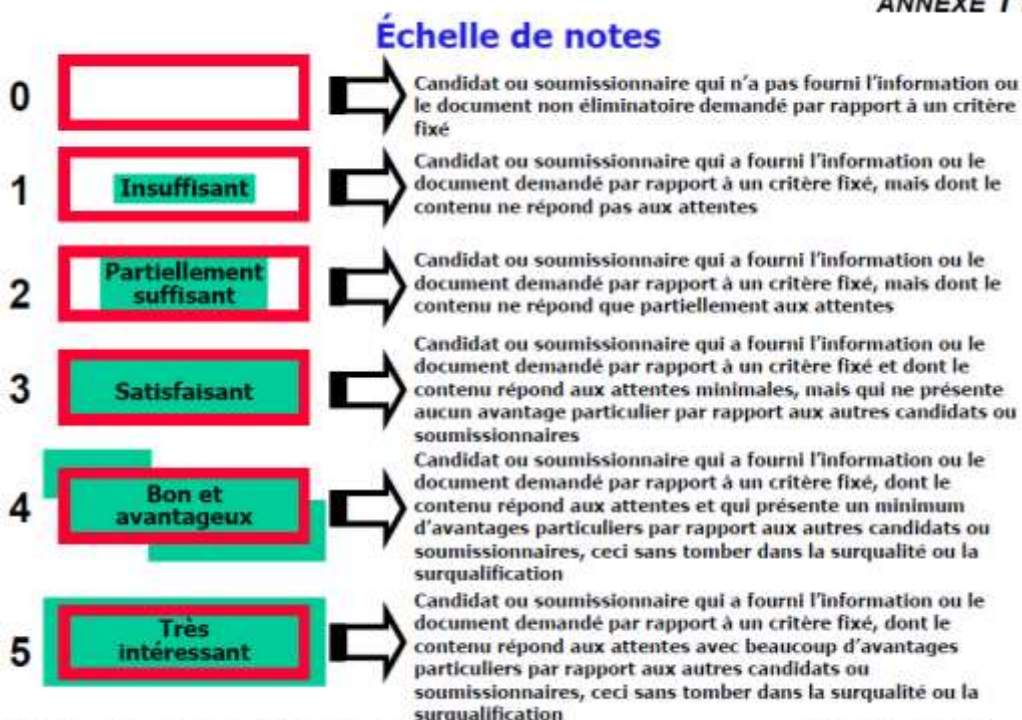 ANNEXE T
Échelle de notes
0
Candidat ou soumissionnaire qui n'a pas fourni l'information ou
le document non éliminatoire demandé par rapport à un critère
fixé
1
Insuffisant
Candidat ou soumissionnaire qui a fourni l'information ou le
document demandé par rapport à un critère fixé, mais dont le
contenu ne répond pas aux attentes
2
Partiellement
suffisant
Candidat ou soumissionnaire qui a fourni l'information ou le
document demandé par rapport à un critère fixé, mais dont le
contenu ne répond que partiellement aux attentes
3
Satisfaisant
Candidat ou soumissionnaire qui a fourni l'information ou le
document demandé par rapport à un critère fixé et dont le
contenu répond aux attentes minimales, mais qui ne présente
aucun avantage particulier par rapport aux autres candidats ou
soumissionnaires
4
Bon et
avantageux
Candidat ou soumissionnaire qui a fourni l'information ou le
document demandé par rapport à un critère fixé, dont le
contenu répond aux attentes et qui présente un minimum
d'avantages particuliers par rapport aux autres candidats ou
soumissionnaires, ceci sans tomber dans la surqualité ou la
surqualification
5
Très
intéressant
Candidat ou soumissionnaire qui a fourni l'information ou le
document demandé par rapport à un critère fixé, dont le
contenu répond aux attentes avec beaucoup d'avantages
particuliers par rapport aux autres candidats ou
soumissionnaires, ceci sans tomber dans la surqualité ou la
surqualification